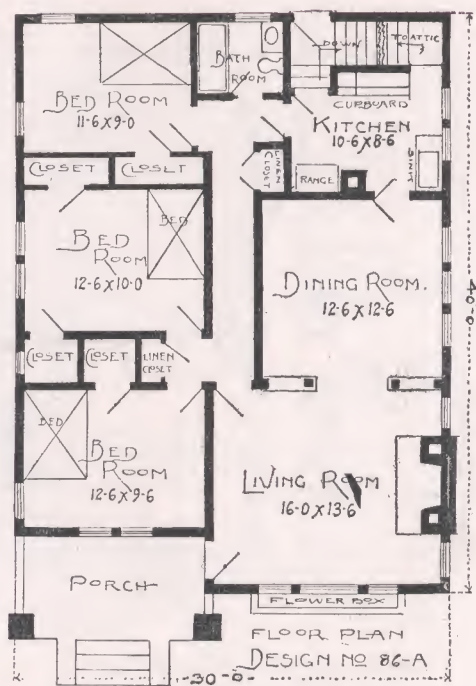 BATH
ROOM
DOWN
TO ATTIC
BED ROOM
11-6 X 9-0
CUPBOARD
KITCHEN
10-6 X 8-6
SINK
CLOSET
CLOSET
LINEN
CLOSET
RANGE
BED
BED
ROOM
12-6 X 10-0
DINING ROOM.
12-6 X 12-6
40-0
CLOSET
CLOSET
LINEN
CLOSET
BED
BED
ROOM
12-6 X 9-6
LIVING ROOM
16-0 X 13-6
PORCH
FLOWER BOX
FLOOR PLAN
DESIGN NO 86-A
30-0